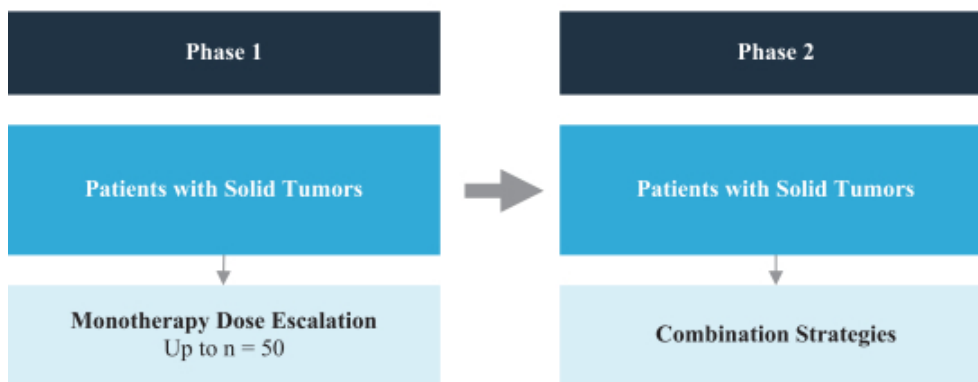 Phase 1
Phase 2
Patients with Solid Tumors
Patients with Solid Tumors
Monotherapy Dose Escalation
Up to n = 50
Combination Strategies